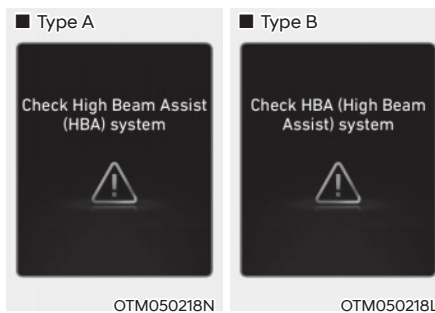 ■ Type A
Check High Beam Assist
(HBA) system
OTM050218N
■ Type B
Check HBA (High Beam
Assist) system
OTM050218L